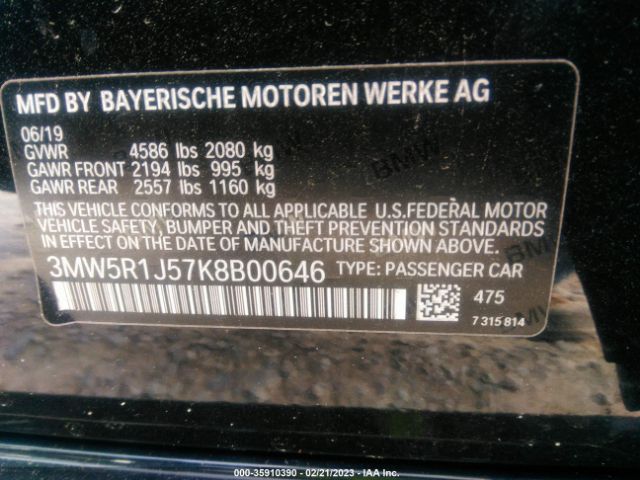 MFD BY BAYERISCHE MOTOREN WERKE AG
06/19
GVWR 4586 lbs 2080 kg
GAWR FRONT 2194 lbs 995 kg
GAWR REAR 2557 lbs 1160 kg
THIS VEHICLE CONFORMS TO ALL APPLICABLE U.S.FEDERAL MOTOR
VEHICLE SAFETY, BUMPER AND THEFT PREVENTION STANDARDS
IN EFFECT ON THE DATE OF MANUFACTURE SHOWN ABOVE.
3MW5R1J57K8B00646 TYPE: PASSENGER CAR
475
7 315 814
000-35910390 - 02/21/2023 - IAA Inc.